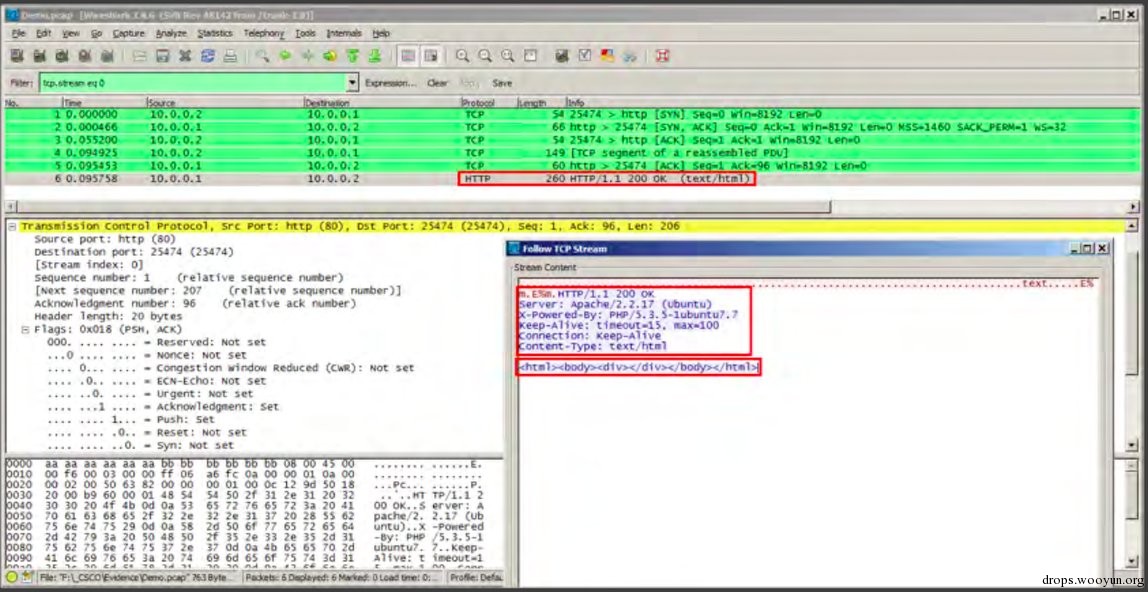 Demo.pcap [Wireshark 1.8.6 (SVN Rev 48142 from /trunk-1.8)]
File Edit View Go Capture Analyze Statistics Telephony Tools Internals Help
Filter: tcp.stream eq 0 Expression... Clear Apply Save
No. Time Source Destination Protocol Length Info
1 0.000000 10.0.0.2 10.0.0.1 TCP 54 25474 > http [SYN] Seq=0 Win=8192 Len=0
2 0.000466 10.0.0.1 10.0.0.2 TCP 66 http > 25474 [SYN, ACK] Seq=0 Ack=1 Win=8192 Len=0 MSS=1460 SACK_PERM=1 WS=32
3 0.055200 10.0.0.2 10.0.0.1 TCP 54 25474 > http [ACK] Seq=1 Ack=1 Win=8192 Len=0
4 0.094925 10.0.0.2 10.0.0.1 TCP 149 [TCP segment of a reassembled PDU]
5 0.095453 10.0.0.1 10.0.0.2 TCP 60 http > 25474 [ACK] Seq=1 Ack=96 Win=8192 Len=0
6 0.095758 10.0.0.1 10.0.0.2 HTTP 260 HTTP/1.1 200 OK (text/html)
Transmission Control Protocol, Src Port: http (80), Dst Port: 25474 (25474), Seq: 1, Ack: 96, Len: 206
Source port: http (80)
Destination port: 25474 (25474)
[Stream index: 0]
Sequence number: 1 (relative sequence number)
[Next sequence number: 207 (relative sequence number)]
Acknowledgment number: 96 (relative ack number)
Header length: 20 bytes
Flags: 0x018 (PSH, ACK)
000. .... .... = Reserved: Not set
...0 .... .... = Nonce: Not set
.... 0... .... = Congestion Window Reduced (CWR): Not set
.... .0.. .... = ECN-Echo: Not set
.... ..0. .... = Urgent: Not set
.... ...1 .... = Acknowledgment: Set
.... .... 1... = Push: Set
.... .... .0.. = Reset: Not set
.... .... ..0. = Syn: Not set
Follow TCP Stream
Stream Content
text....E%
m.E%m.HTTP/1.1 200 OK
Server: Apache/2.2.17 (Ubuntu)
X-Powered-By: PHP/5.3.5-1ubuntu7.7
Keep-Alive: timeout=15, max=100
Connection: Keep-Alive
Content-Type: text/html
<html><body><div></div></body></html>
0000 aa aa aa aa aa aa bb bb bb bb bb bb 08 00 45 00 ........ ......E.
0010 00 f6 00 03 00 00 ff 06 a6 fc 0a 00 00 01 0a 00
0020 00 02 00 50 63 82 00 00 01 00 0c 12 9d 50 18 ...Pc... .....P.
0030 20 00 b9 60 00 01 48 54 54 50 2f 31 2e 31 20 32 ..`..HT TP/1.1 2
0040 30 30 20 4f 4b 0d 0a 53 65 72 76 65 72 3a 20 41 00 OK..S erver: A
0050 70 61 63 68 65 2f 32 2e 32 2e 31 37 20 28 55 62 pache/2. 2.17 (Ub
0060 75 6e 74 75 29 0d 0a 58 2d 50 6f 77 65 72 65 64 untu)..X -Powered
0070 2d 42 79 3a 20 50 48 50 2f 35 2e 33 2e 35 2d 31 -By: PHP /5.3.5-1
0080 75 62 75 6e 74 75 37 2e 37 0d 0a 4b 65 65 70 2d ubuntu7. 7..Keep-
0090 41 6c 69 76 65 3a 20 74 69 6d 65 6f 75 74 3d 31 Alive: t imeout=1
File: "F:\_CSCO\Evidence\Demo.pcap" 763 Byte... Packets: 6 Displayed: 6 Marked: 0 Load time: 0:... Profile: Defau
drops.wooyun.org